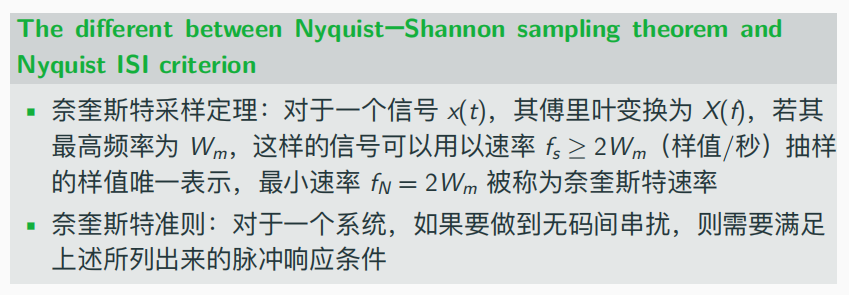 The different between Nyquist—Shannon sampling theorem and
Nyquist ISI criterion
▪ 奈奎斯特采样定理：对于一个信号 x(t)，其傅里叶变换为 X(f)，若其
最高频率为 Wm，这样的信号可以用以速率 fs ≥ 2Wm（样值/秒）抽样
的样值唯一表示，最小速率 fN = 2Wm 被称为奈奎斯特速率
▪ 奈奎斯特准则：对于一个系统，如果要做到无码间串扰，则需要满足
上述所列出来的脉冲响应条件